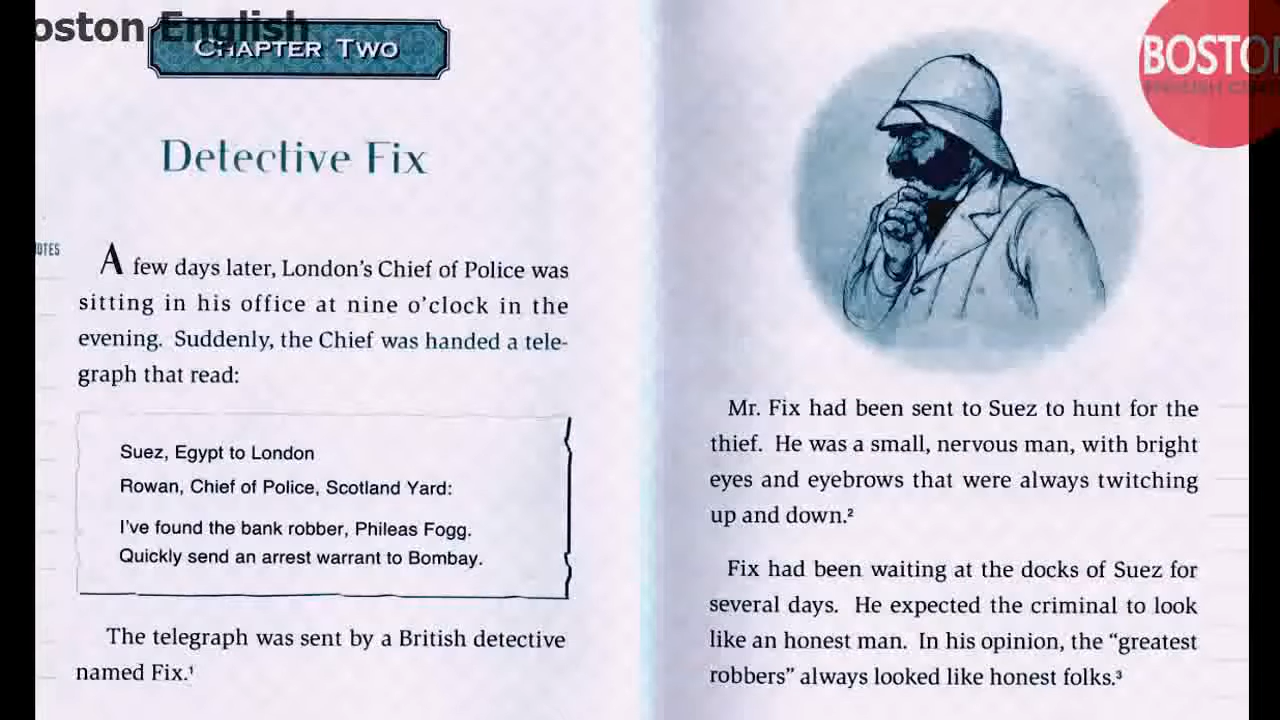 oston English
CHAPTER TWO
Detective Fix
OTES
A few days later, London's Chief of Police was
sitting in his office at nine o'clock in the
evening. Suddenly, the Chief was handed a tele-
graph that read:
Suez, Egypt to London
Rowan, Chief of Police, Scotland Yard:
I've found the bank robber, Phileas Fogg.
Quickly send an arrest warrant to Bombay.
The telegraph was sent by a British detective
named Fix.¹
BOSTON
Mr. Fix had been sent to Suez to hunt for the
thief. He was a small, nervous man, with bright
eyes and eyebrows that were always twitching
up and down.²
Fix had been waiting at the docks of Suez for
several days. He expected the criminal to look
like an honest man. In his opinion, the "greatest
robbers" always looked like honest folks.³